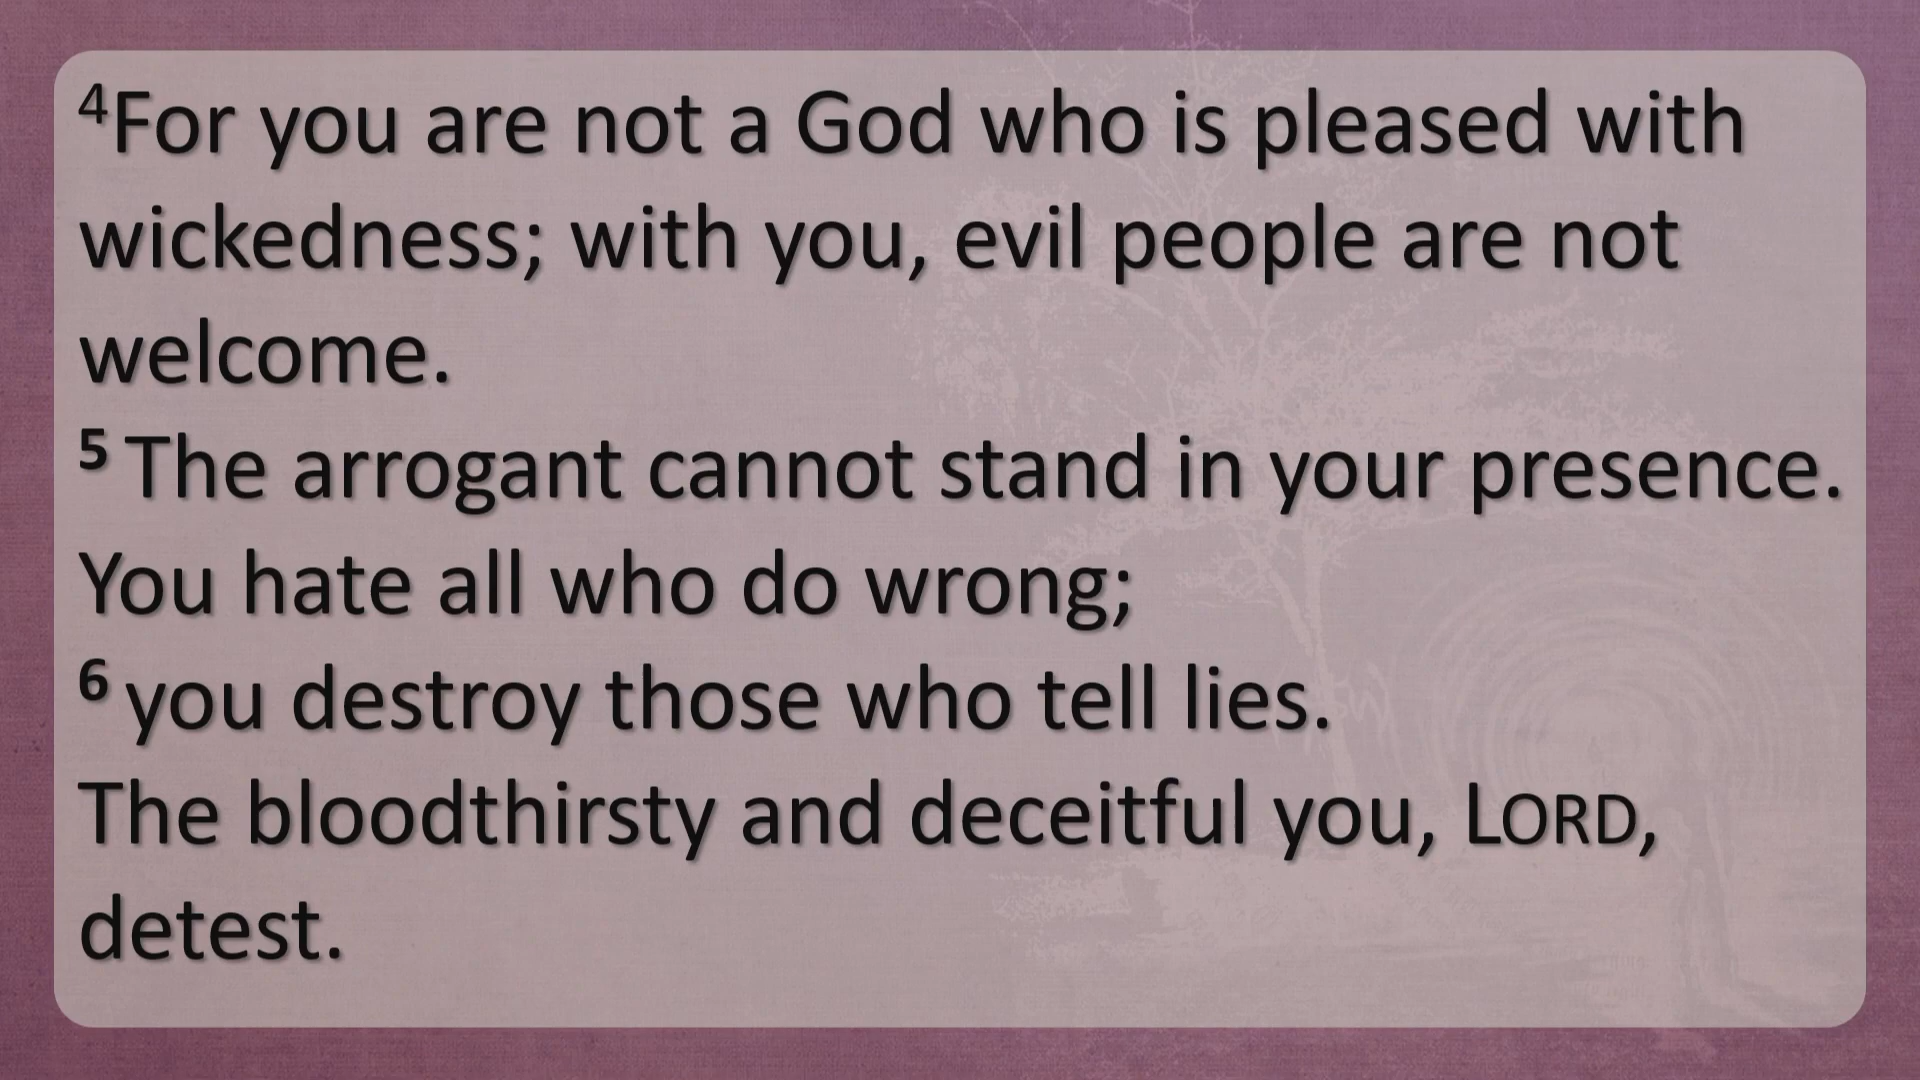 ⁴For you are not a God who is pleased with
wickedness; with you, evil people are not
welcome.
⁵ The arrogant cannot stand in your presence.
You hate all who do wrong;
⁶ you destroy those who tell lies.
The bloodthirsty and deceitful you, LORD,
detest.